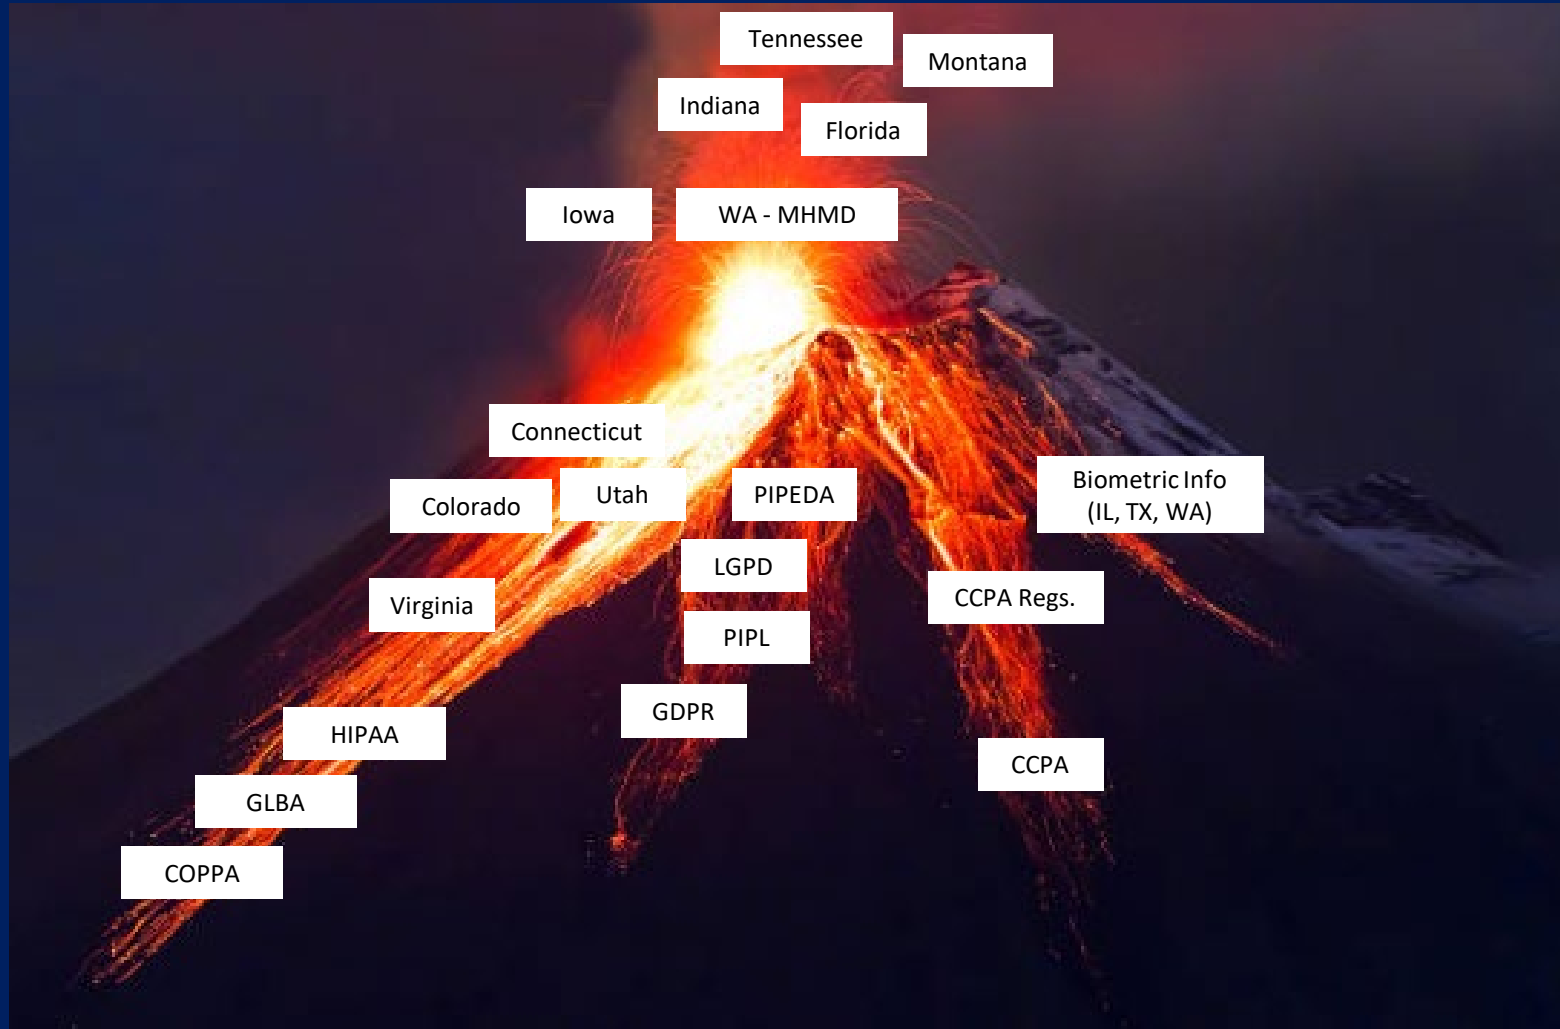 Tennessee
Montana
Indiana
Florida
Iowa
WA - MHMD
Connecticut
Biometric Info
(IL, TX, WA)
Colorado
Utah
PIPEDA
LGPD
Virginia
CCPA Regs.
PIPL
GDPR
HIPAA
CCPA
GLBA
COPPA